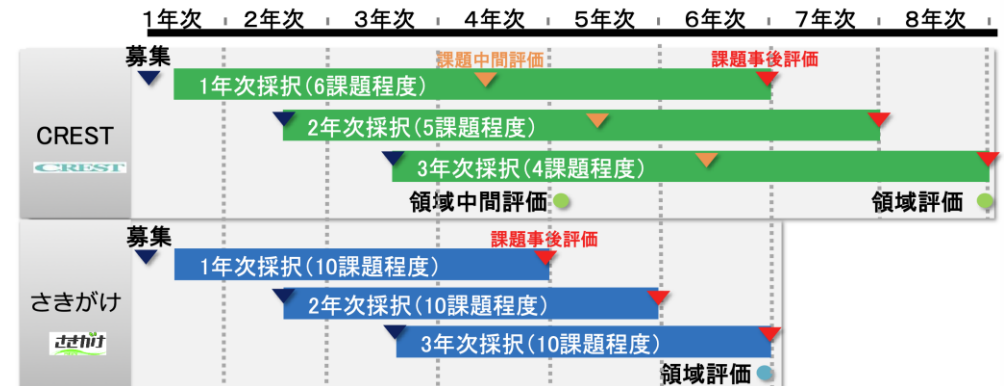 1年次 2年次 3年次 4年次 5年次 6年次 7年次 8年次
募集
課題中間評価
課題事後評価
1年次採択(6課題程度)
2年次採択(5課題程度)
CREST
CREST
3年次採択(4課題程度)
領域中間評価
領域評価
募集
課題事後評価
1年次採択(10課題程度)
さきがけ
さきがけ
2年次採択(10課題程度)
3年次採択(10課題程度)
領域評価